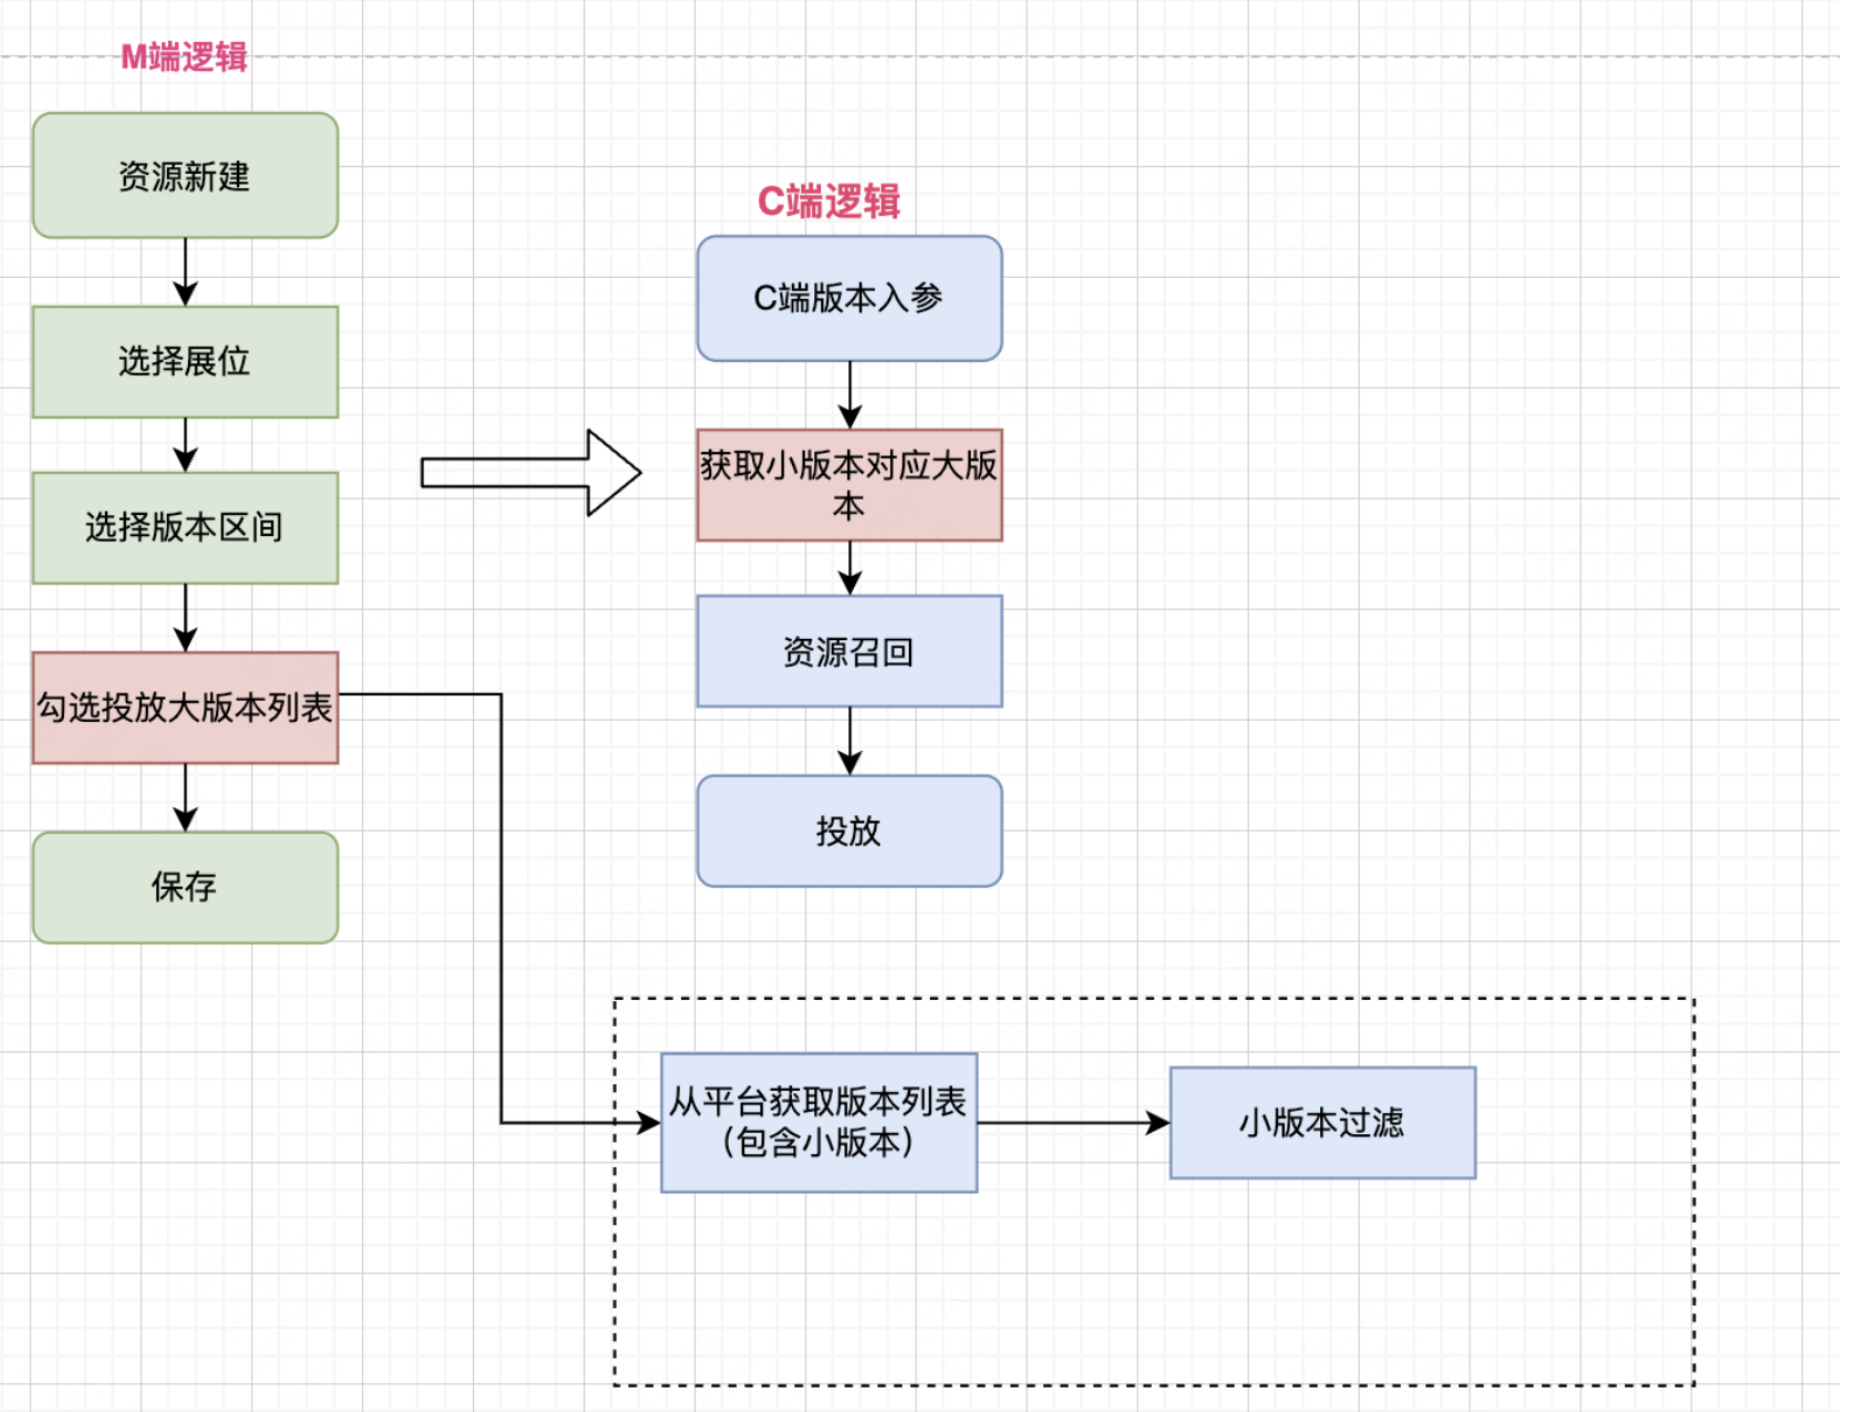 M端逻辑
资源新建
选择展位
选择版本区间
勾选投放大版本列表
保存
C端逻辑
C端版本入参
获取小版本对应大版
本
资源召回
投放
从平台获取版本列表
（包含小版本）
小版本过滤